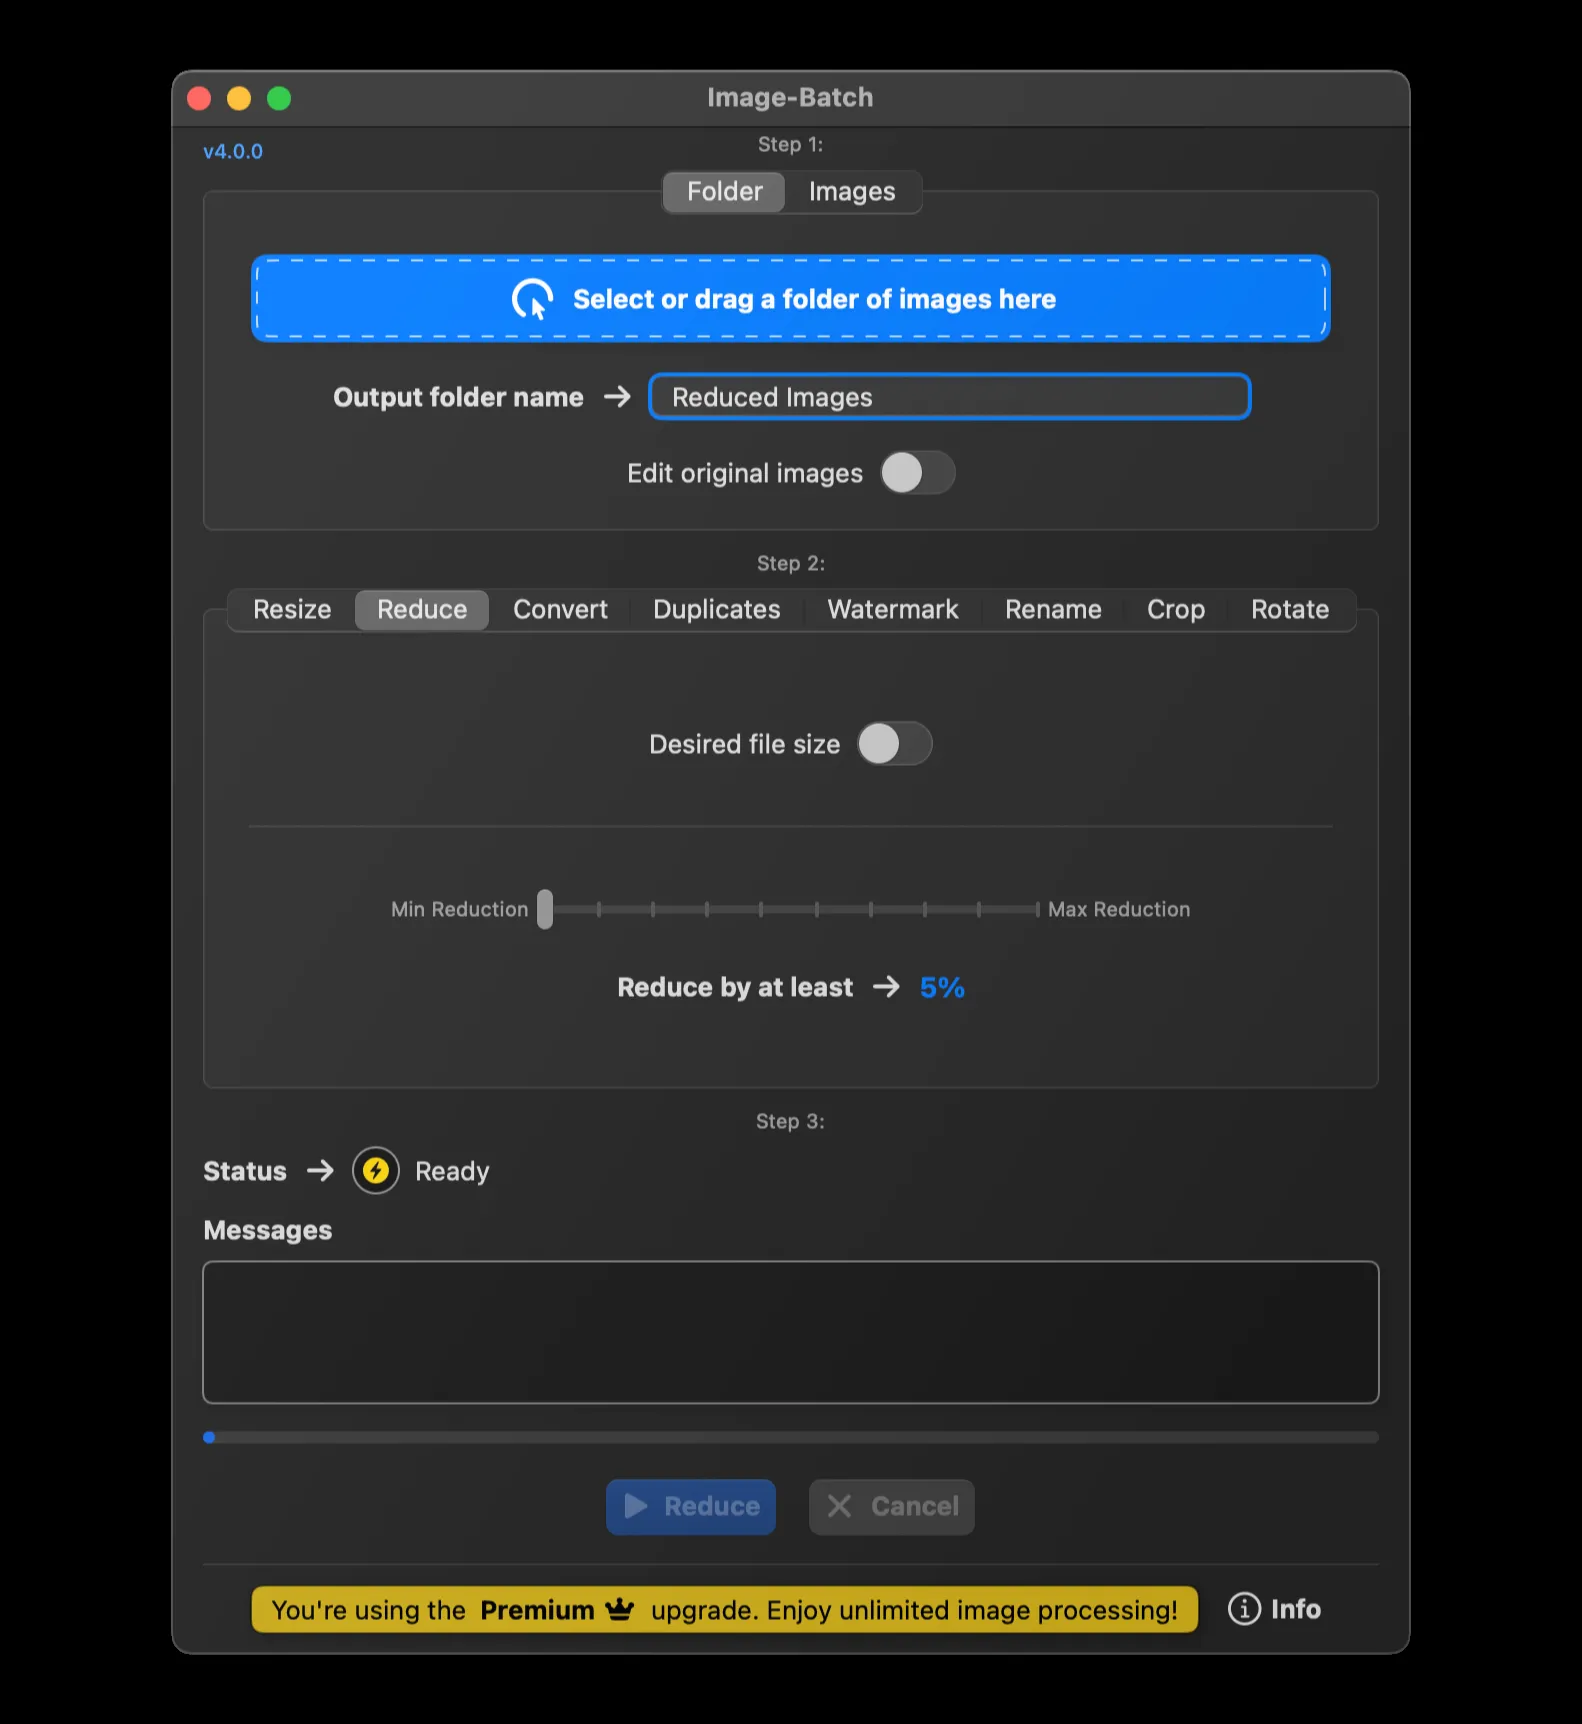 Image-Batch
v4.0.0
Step 1:
Folder Images
Select or drag a folder of images here
Output folder name → Reduced Images
Edit original images
Step 2:
Resize Reduce Convert Duplicates Watermark Rename Crop Rotate
Desired file size
Min Reduction Max Reduction
Reduce by at least → 5%
Step 3:
Status → Ready
Messages
Reduce Cancel
You're using the Premium upgrade. Enjoy unlimited image processing! Info